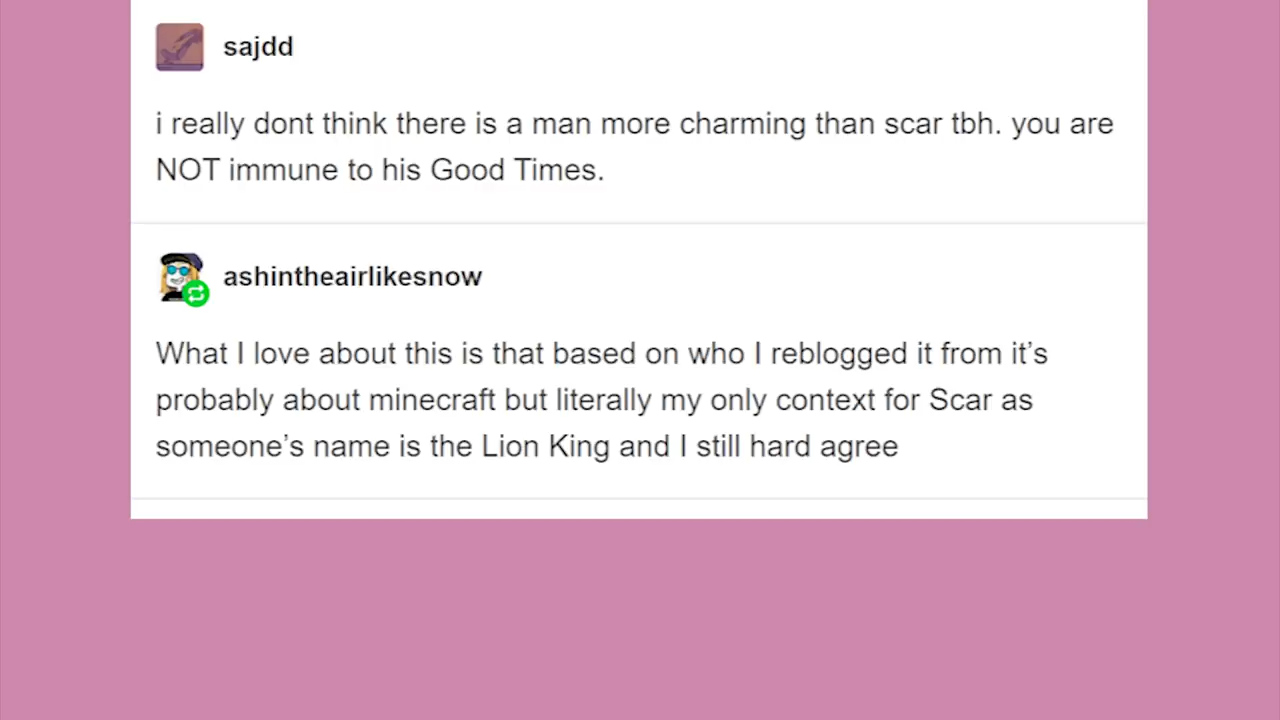 sajdd
i really dont think there is a man more charming than scar tbh. you are
NOT immune to his Good Times.
ashintheairlikesnow
What I love about this is that based on who I reblogged it from it’s
probably about minecraft but literally my only context for Scar as
someone’s name is the Lion King and I still hard agree